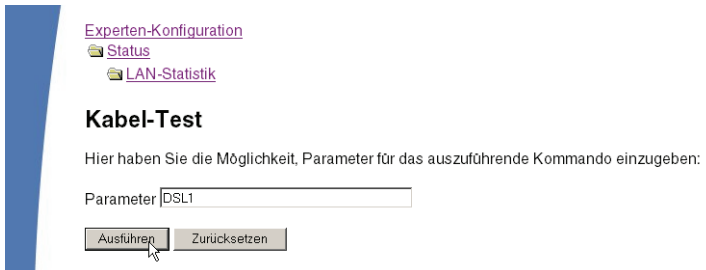 Experten-Konfiguration
Status
LAN-Statistik
Kabel-Test
Hier haben Sie die Möglichkeit, Parameter für das auszuführende Kommando einzugeben:
Parameter DSL1
Ausführen Zurücksetzen